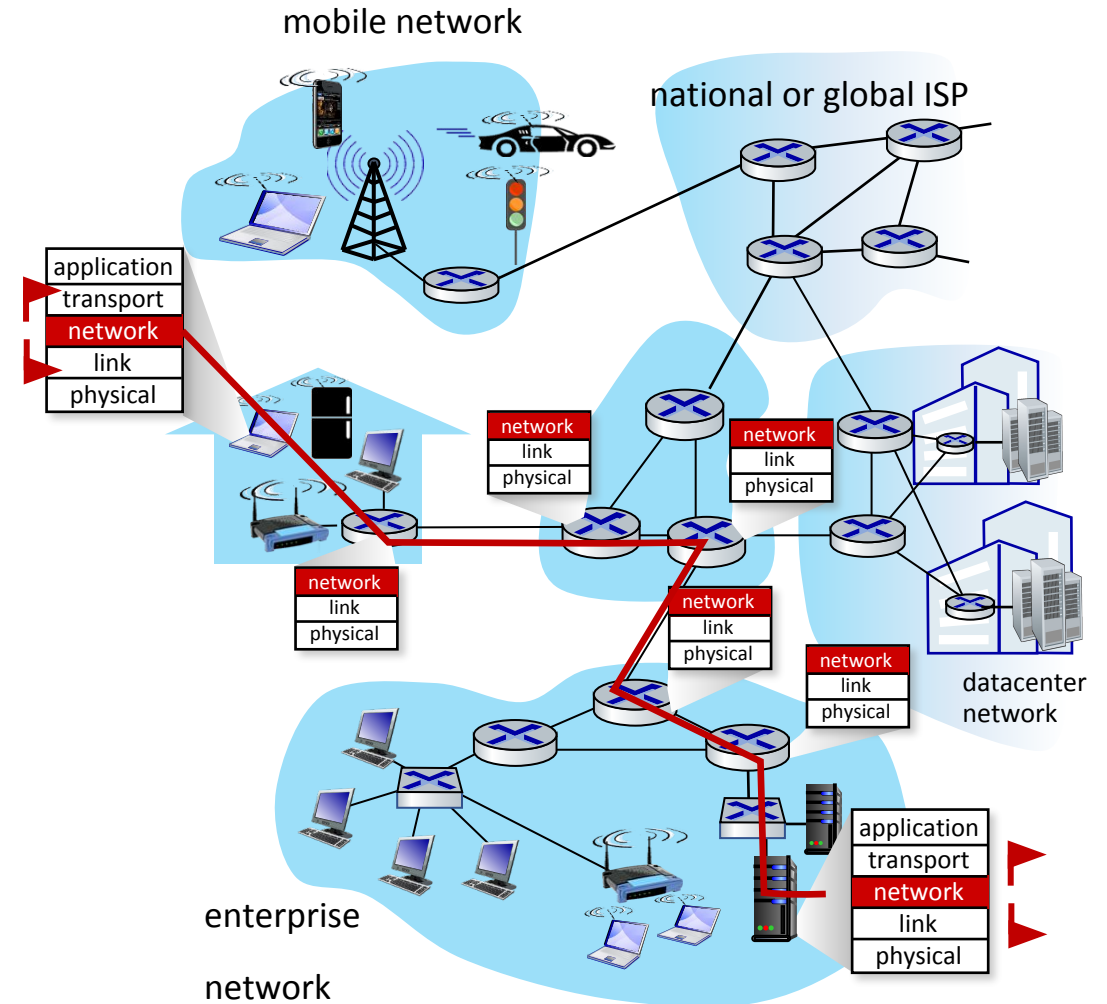 mobile network
national or global ISP
application
transport
network
link
physical
network
link
physical
network
link
physical
network
link
physical
network
link
physical
network
link
physical
datacenter
network
application
transport
network
link
physical
enterprise
network